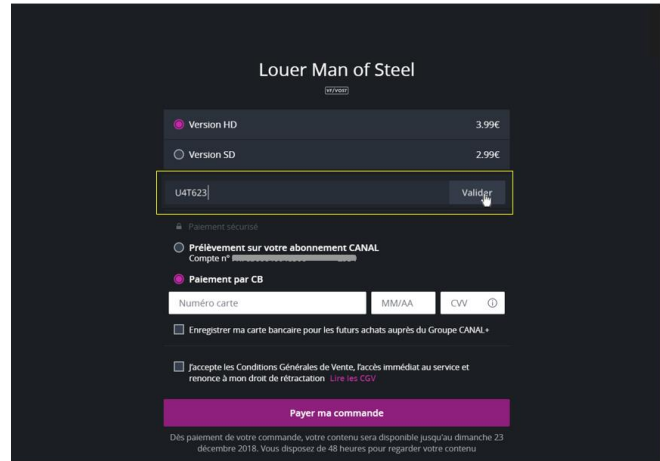 Louer Man of Steel
VF/VOST
Version HD 3.99€
Version SD 2.99€
U4T623 Valider
Paiement sécurisé
Prélèvement sur votre abonnement CANAL
Compte n°
Paiement par CB
Numéro carte MM/AA CVV
Enregistrer ma carte bancaire pour les futurs achats auprès du Groupe CANAL+
J'accepte les Conditions Générales de Vente, l'accès immédiat au service et
renonce à mon droit de rétractation Lire les CGV
Payer ma commande
Dès paiement de votre commande, votre contenu sera disponible jusqu'au dimanche 23
décembre 2018. Vous disposez de 48 heures pour regarder votre contenu